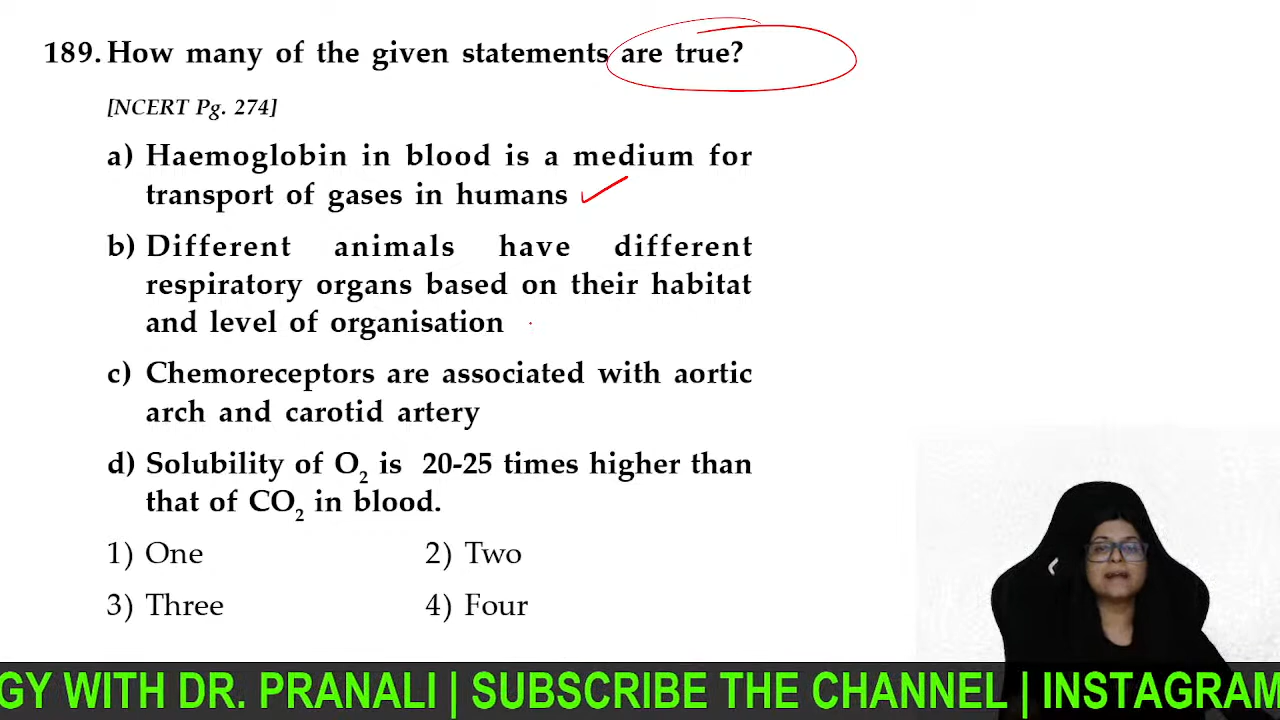 189. How many of the given statements are true?
[NCERT Pg. 274]
a) Haemoglobin in blood is a medium for
transport of gases in humans
b) Different animals have different
respiratory organs based on their habitat
and level of organisation
c) Chemoreceptors are associated with aortic
arch and carotid artery
d) Solubility of O₂ is 20-25 times higher than
that of CO₂ in blood.
1) One 2) Two
3) Three 4) Four
GY WITH DR. PRANALI | SUBSCRIBE THE CHANNEL | INSTAGRAM